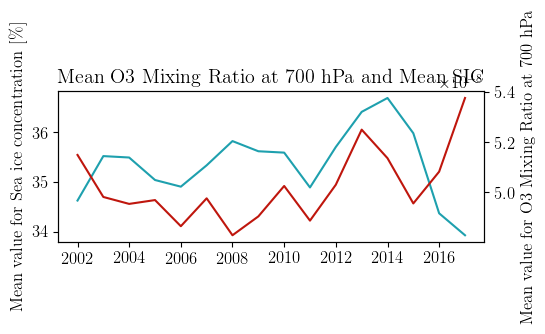 Mean O3 Mixing Ratio at 700 hPa and Mean SIC
Mean value for Sea ice concentration [%]
36
35
34
5.4
5.2
5.0
Mean value for O3 Mixing Ratio at 700 hPa
2002 2004 2006 2008 2010 2012 2014 2016